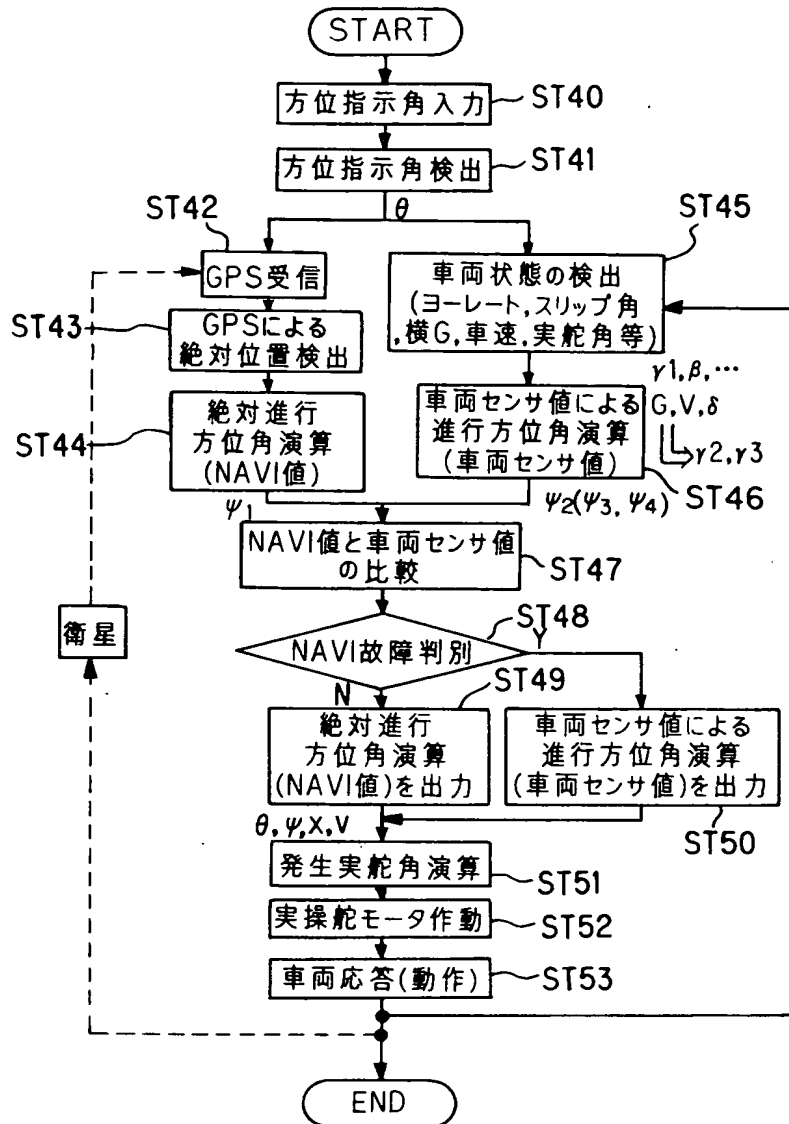 START
方位指示角入力
ST40
方位指示角検出
ST41
θ
ST42
ST45
GPS受信
車両状態の検出
(ヨーレート,スリップ角
,横G,車速,実舵角等)
ST43
GPSによる
絶対位置検出
γ1,β,…
G,V,δ
γ2,γ3
ST44
絶対進行
方位角演算
(NAVI値)
車両センサ値による
進行方位角演算
(車両センサ値)
ST46
ψ1
ψ2(ψ3, ψ4)
NAVI値と車両センサ値
の比較
ST47
衛星
ST48
NAVI故障判別
Y
N
ST49
絶対進行
方位角演算
(NAVI値)を出力
車両センサ値による
進行方位角演算
(車両センサ値)を出力
ST50
θ,ψ,X,V
発生実舵角演算
ST51
実操舵モータ作動
ST52
車両応答(動作)
ST53
END